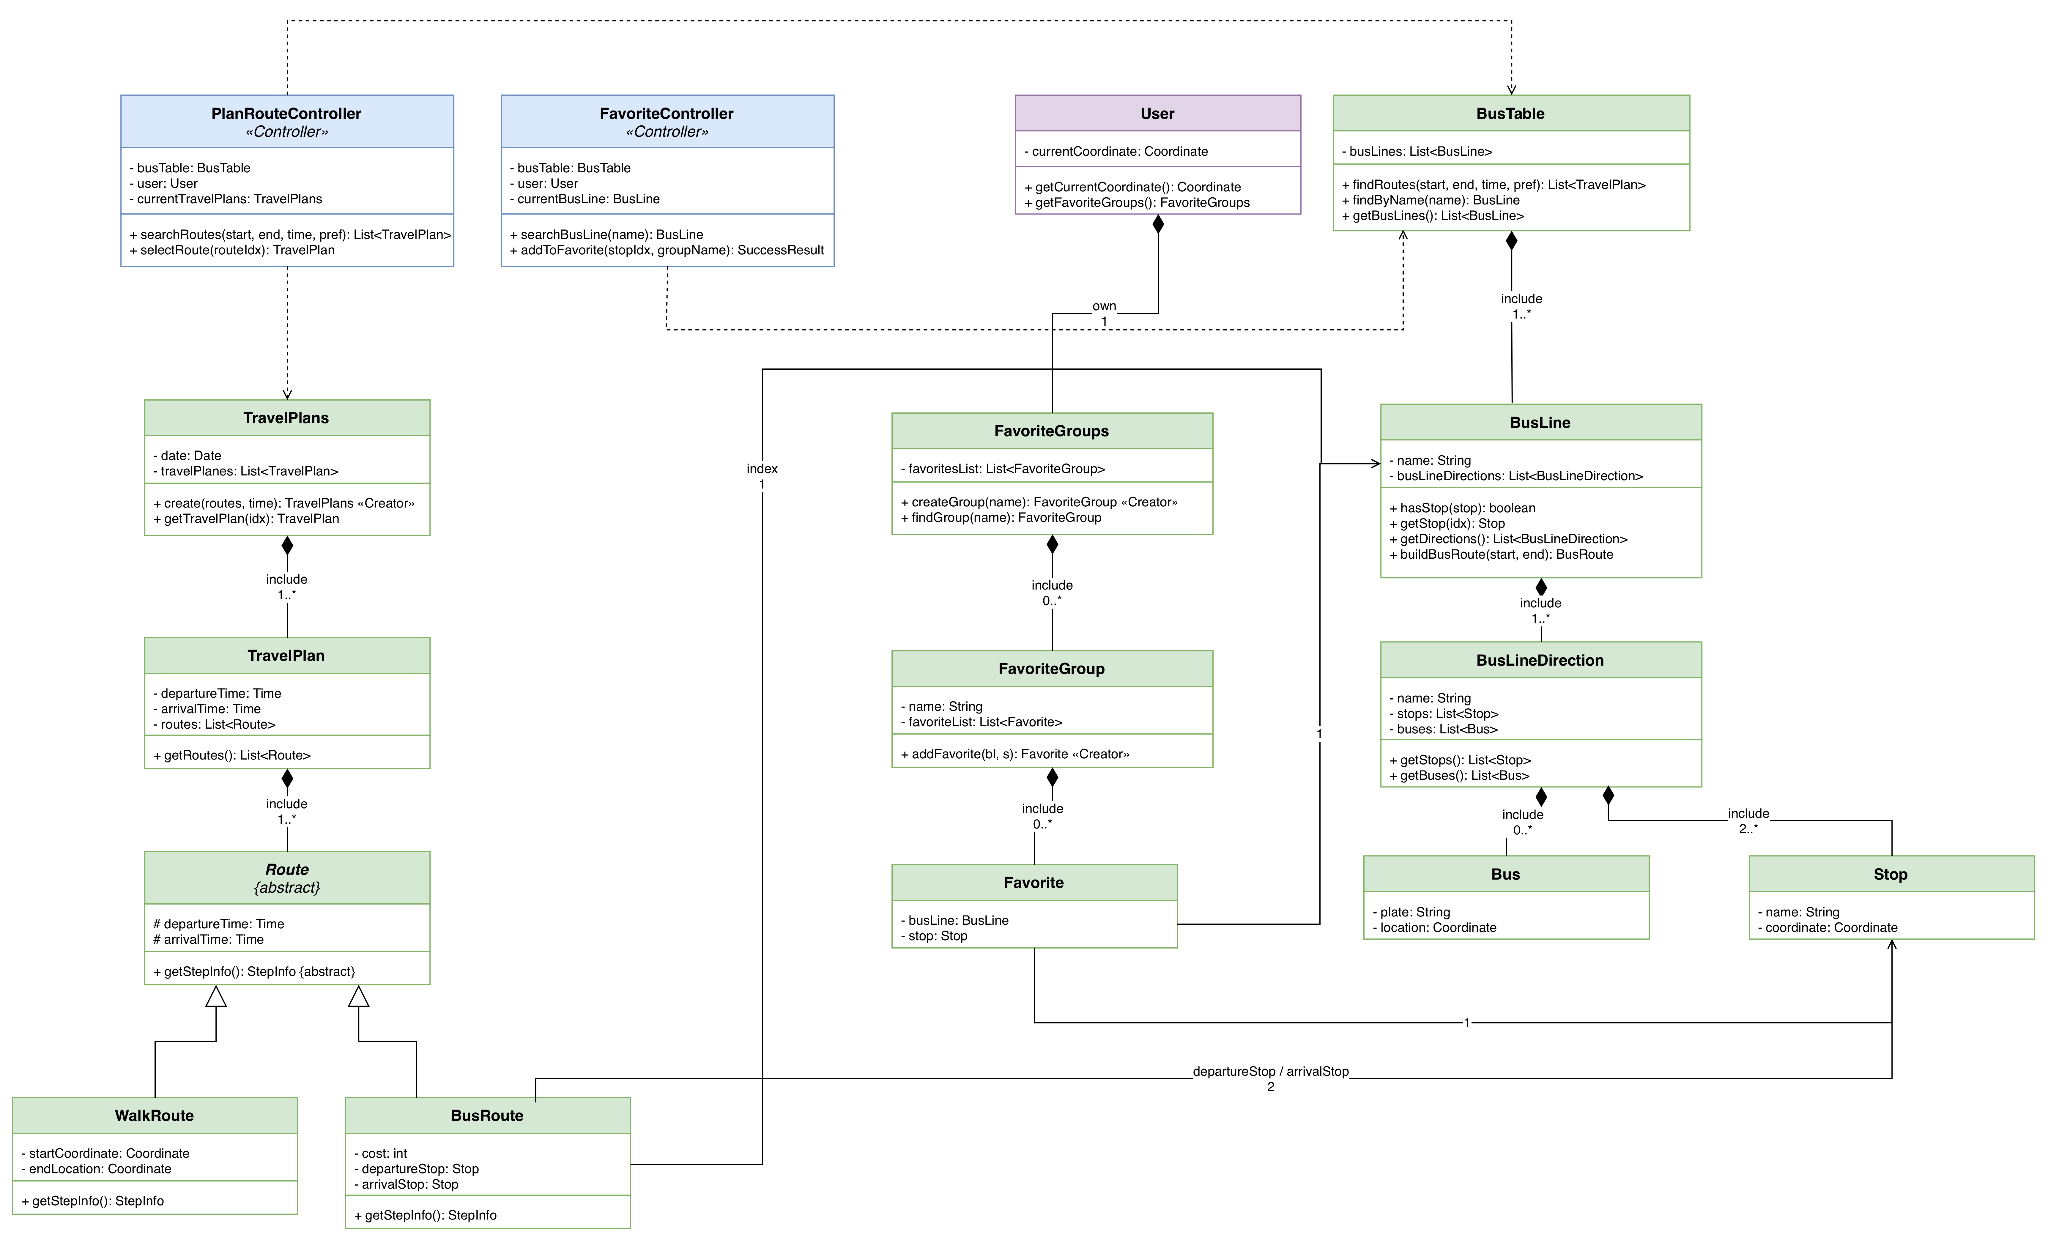 PlanRouteController
«Controller»
- busTable: BusTable
- user: User
- currentTravelPlans: TravelPlans
+ searchRoutes(start, end, time, pref): List<TravelPlan>
+ selectRoute(routeIdx): TravelPlan
FavoriteController
«Controller»
- busTable: BusTable
- user: User
- currentBusLine: BusLine
+ searchBusLine(name): BusLine
+ addToFavorite(stopIdx, groupName): SuccessResult
User
- currentCoordinate: Coordinate
+ getCurrentCoordinate(): Coordinate
+ getFavoriteGroups(): FavoriteGroups
BusTable
- busLines: List<BusLine>
+ findRoutes(start, end, time, pref): List<TravelPlan>
+ findByName(name): BusLine
+ getBusLines(): List<BusLine>
own
1
include
1..*
TravelPlans
- date: Date
- travelPlanes: List<TravelPlan>
+ create(routes, time): TravelPlans «Creator»
+ getTravelPlan(idx): TravelPlan
index
1
FavoriteGroups
- favoritesList: List<FavoriteGroup>
+ createGroup(name): FavoriteGroup «Creator»
+ findGroup(name): FavoriteGroup
BusLine
- name: String
- busLineDirections: List<BusLineDirection>
+ hasStop(stop): boolean
+ getStop(idx): Stop
+ getDirections(): List<BusLineDirection>
+ buildBusRoute(start, end): BusRoute
include
1..*
include
0..*
include
1..*
TravelPlan
- departureTime: Time
- arrivalTime: Time
- routes: List<Route>
+ getRoutes(): List<Route>
FavoriteGroup
- name: String
- favoriteList: List<Favorite>
+ addFavorite(bl, s): Favorite «Creator»
1
BusLineDirection
- name: String
- stops: List<Stop>
- buses: List<Bus>
+ getStops(): List<Stop>
+ getBuses(): List<Bus>
include
1..*
include
0..*
include
0..*
include
2..*
Route
{abstract}
# departureTime: Time
# arrivalTime: Time
+ getStepInfo(): StepInfo {abstract}
Favorite
- busLine: BusLine
- stop: Stop
Bus
- plate: String
- location: Coordinate
Stop
- name: String
- coordinate: Coordinate
1
departureStop / arrivalStop
2
WalkRoute
- startCoordinate: Coordinate
- endLocation: Coordinate
+ getStepInfo(): StepInfo
BusRoute
- cost: int
- departureStop: Stop
- arrivalStop: Stop
+ getStepInfo(): StepInfo